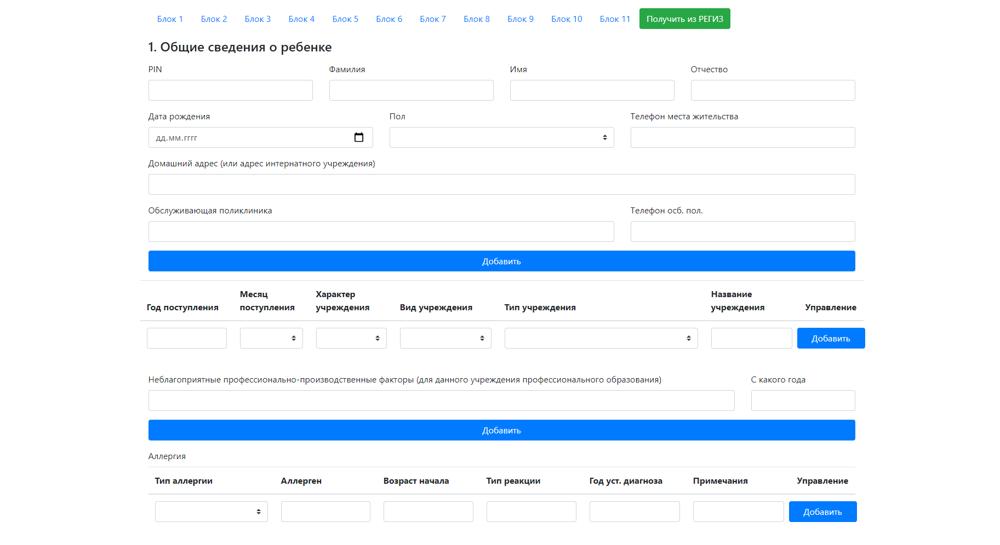 Блок 1 Блок 2 Блок 3 Блок 4 Блок 5 Блок 6 Блок 7 Блок 8 Блок 9 Блок 10 Блок 11 Получить из РЕГИЗ
1. Общие сведения о ребенке
PIN Фамилия Имя Отчество
Дата рождения Пол Телефон места жительства
дд.мм.гггг
Домашний адрес (или адрес интернатного учреждения)
Обслуживающая поликлиника Телефон осб. пол.
Добавить
Год поступления Месяц поступления Характер учреждения Вид учреждения Тип учреждения Название учреждения Управление
Добавить
Неблагоприятные профессионально-производственные факторы (для данного учреждения профессионального образования) С какого года
Добавить
Аллергия
Тип аллергии Аллерген Возраст начала Тип реакции Год уст. диагноза Примечания Управление
Добавить